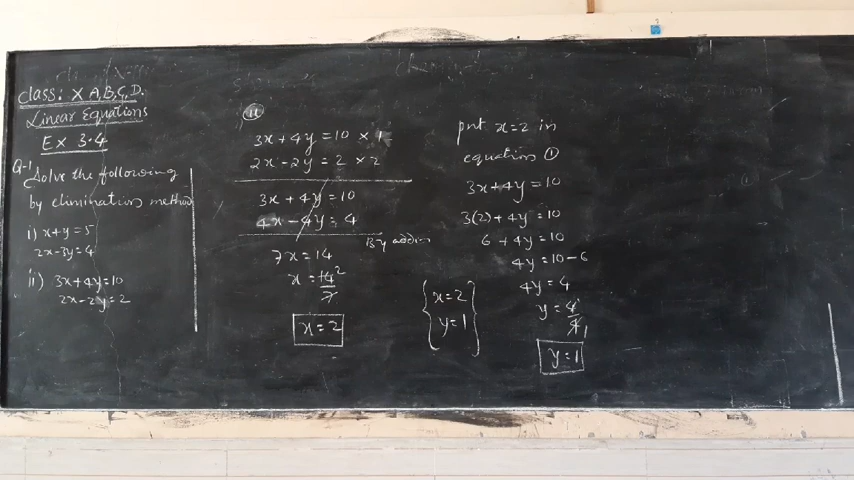 class: X A,B,C,D.
Linear Equations
Ex 3.4
Q-1 Solve the following
by elimination method
i) x+y=5
2x-3y=4
ii) 3x+4y=10
2x-2y=2
ii
3x+4y=10 x 1
2x-2y=2 x 2
3x+4y=10
4x-4y=4
By adding
7x=14
x=14/7 2
x=2
x=2
y=1
put x=2 in
equation ①
3x+4y=10
3(2)+4y=10
6+4y=10
4y=10-6
4y=4
y=4/4 1
y=1